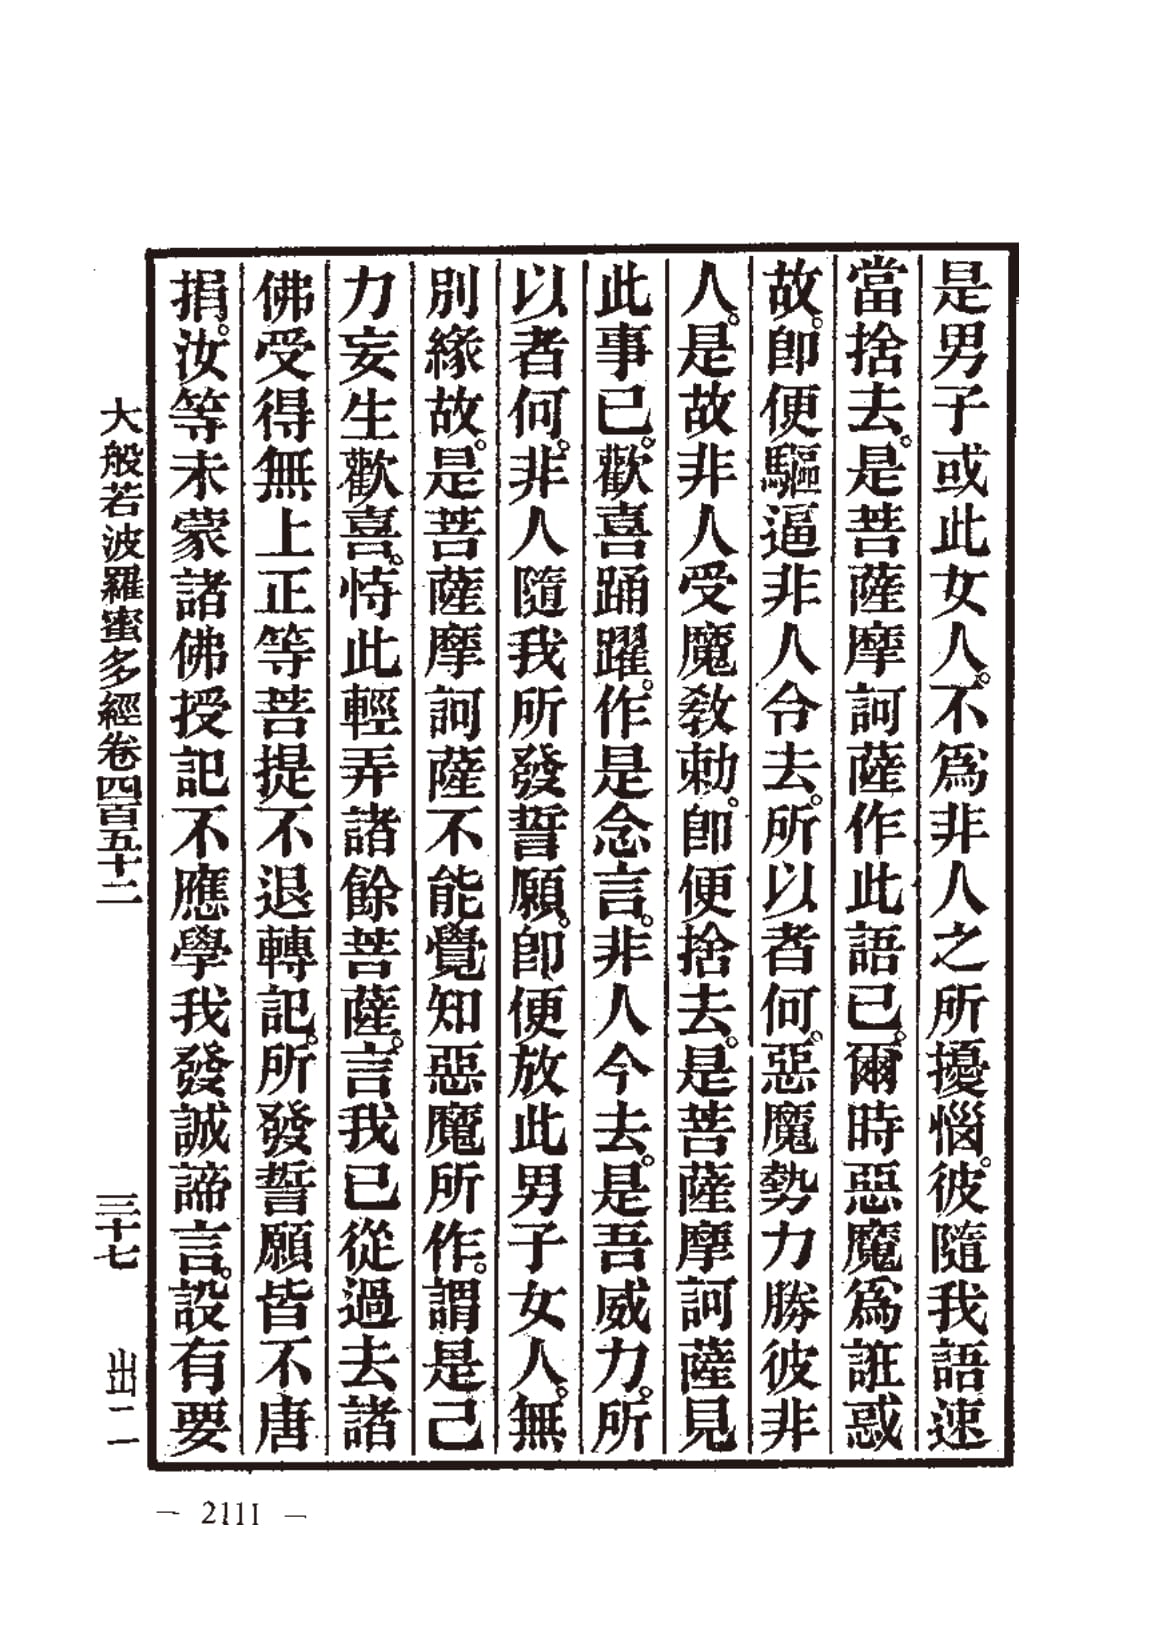 是男子或此女人。不爲非人之所擾惱。彼隨我語速
當捨去。是菩薩摩訶薩作此語已。爾時惡魔爲誑惑
故。卽便驅逼非人令去。所以者何。惡魔勢力勝彼非
人。是故非人受魔敎勅。卽便捨去。是菩薩摩訶薩見
此事已。歡喜踊躍。作是念言。非人今去。是吾威力。所
以者何。非人隨我所發誓願。卽便放此男子女人。無
別緣故。是菩薩摩訶薩不能覺知惡魔所作。謂是己
力妄生歡喜。恃此輕弄諸餘菩薩。言我已從過去諸
佛受得無上正等菩提不退轉記。所發誓願皆不唐
捐。汝等未蒙諸佛授記不應學我發誠諦言。設有要
大般若波羅蜜多經卷四百五十二 三十七 出二一
— 2111 —